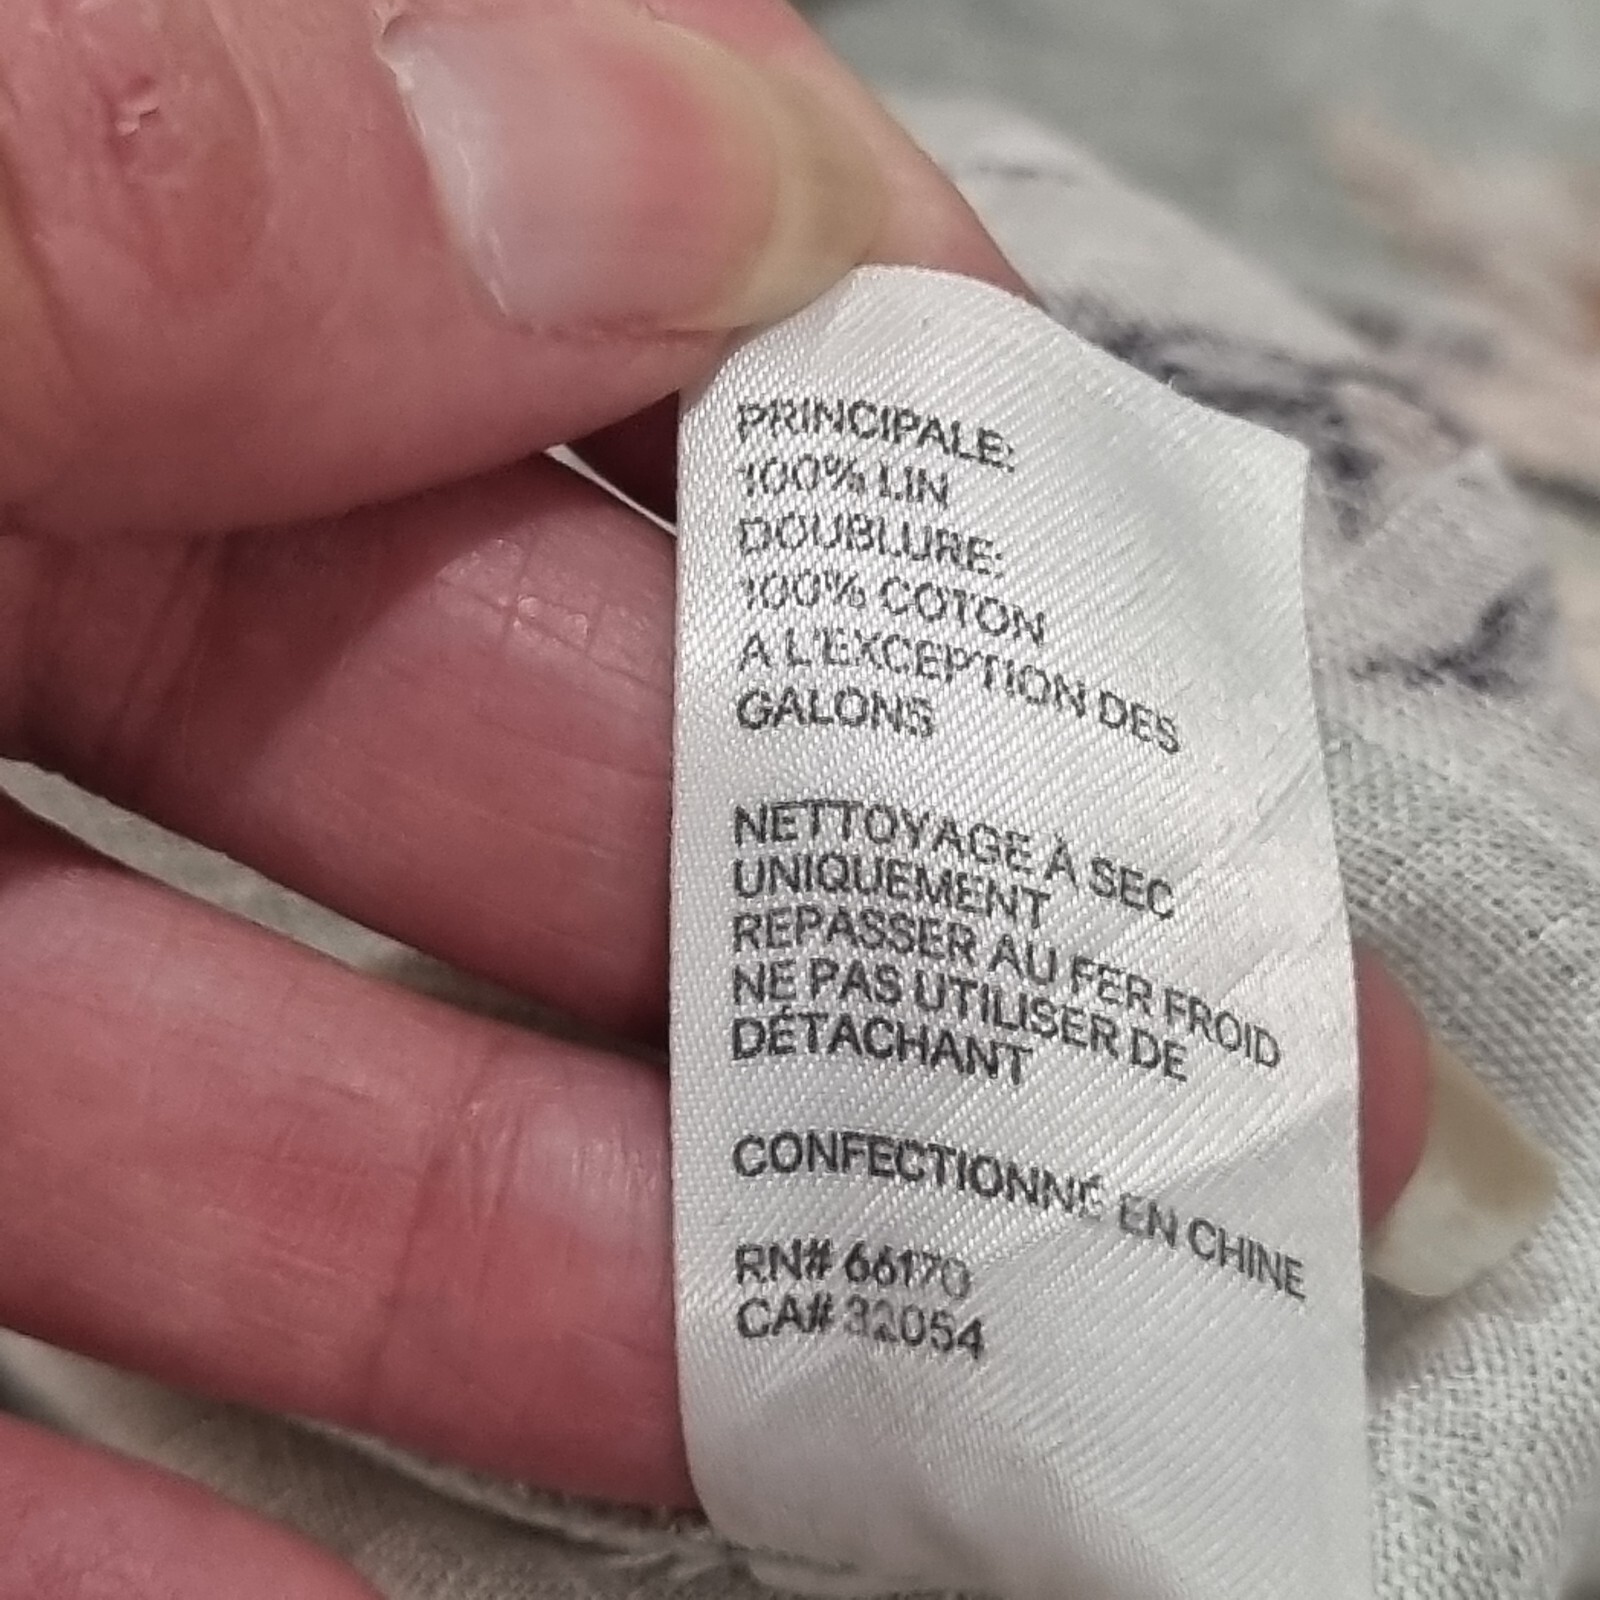 PRINCIPALE:
100% LIN
DOUBLURE:
100% COTON
A L'EXCEPTION DES
GALONS
NETTOYAGE À SEC
UNIQUEMENT
REPASSER AU FER FROID
NE PAS UTILISER DE
DÉTACHANT
CONFECTIONNÉ EN CHINE
RN# 66170
CA# 32054